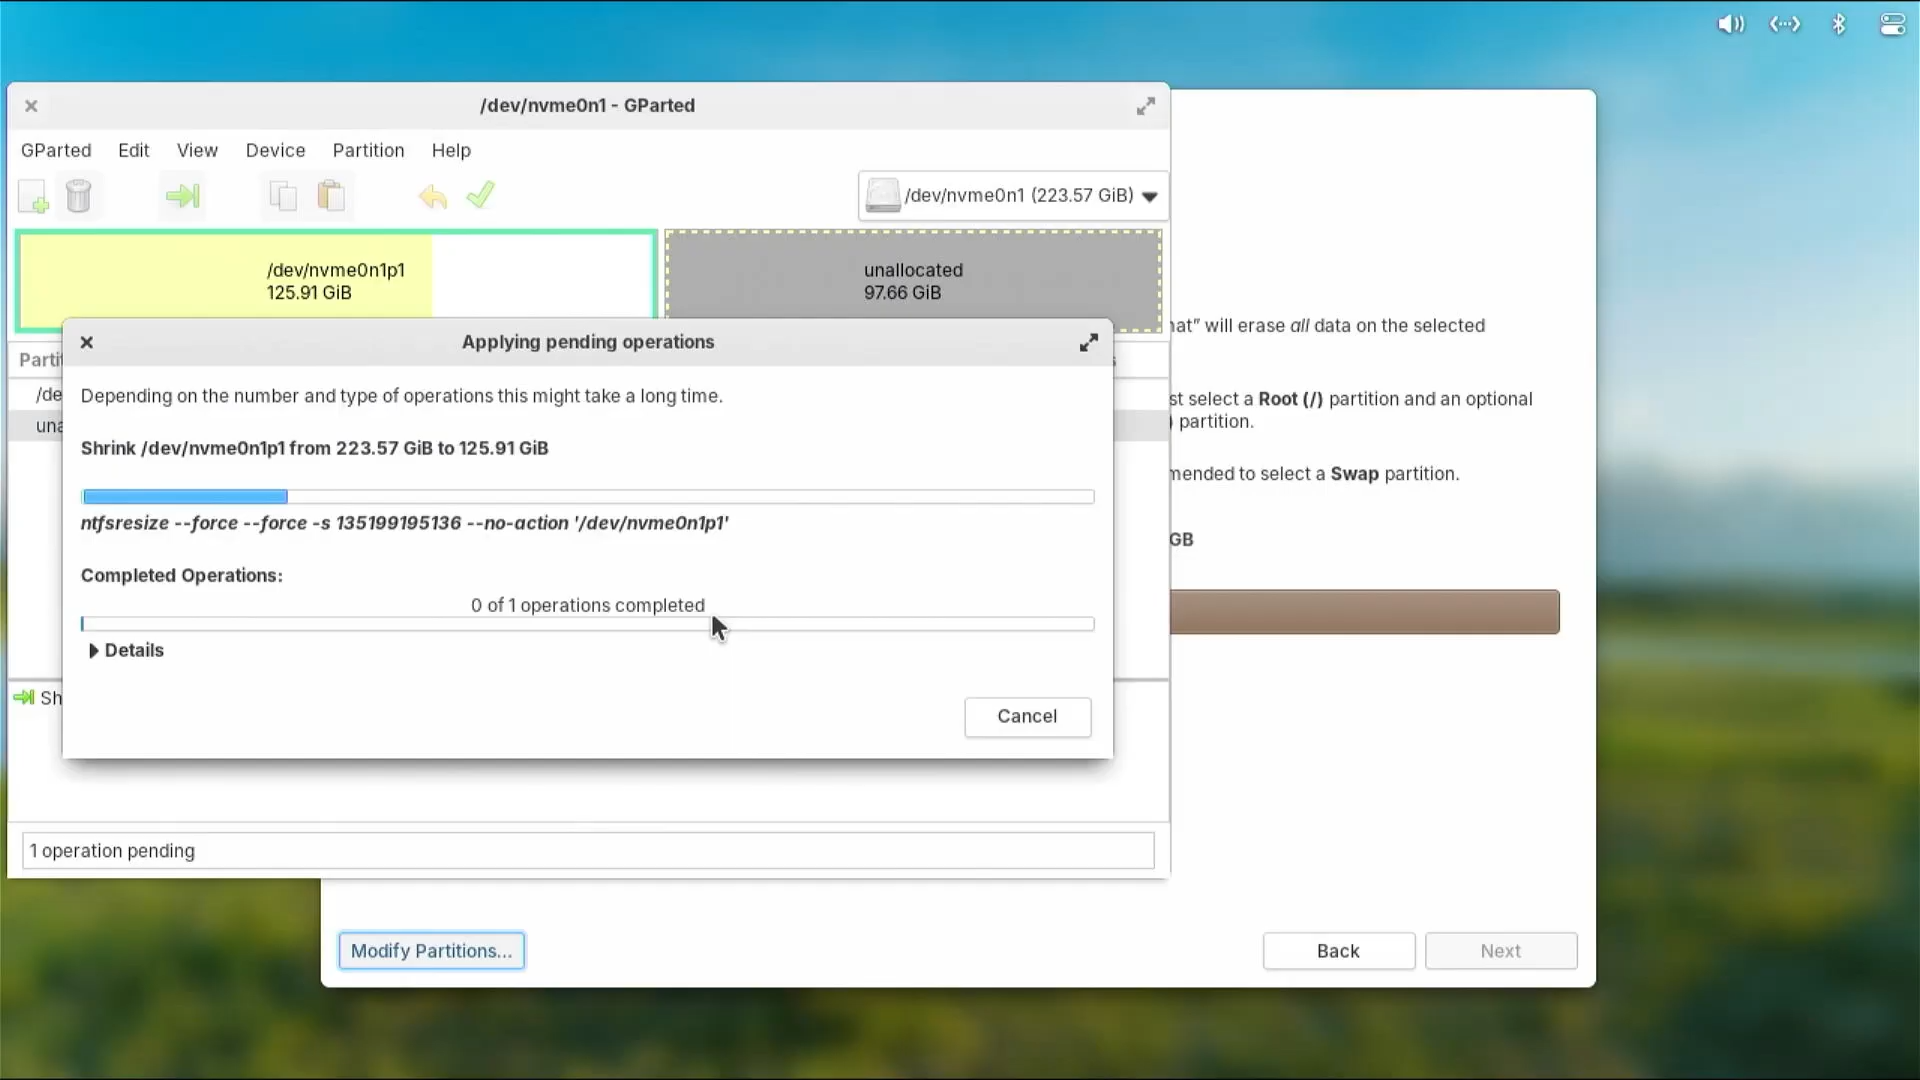 /dev/nvme0n1 - GParted
GParted Edit View Device Partition Help
/dev/nvme0n1 (223.57 GiB)
/dev/nvme0n1p1
125.91 GiB
unallocated
97.66 GiB
Applying pending operations
Depending on the number and type of operations this might take a long time.
Shrink /dev/nvme0n1p1 from 223.57 GiB to 125.91 GiB
ntfsresize --force --force -s 135199195136 --no-action '/dev/nvme0n1p1'
Completed Operations:
0 of 1 operations completed
Details
Cancel
Parti
/de
una
Sh
1 operation pending
at” will erase all data on the selected
st select a Root (/) partition and an optional
) partition.
mended to select a Swap partition.
GB
Modify Partitions...
Back
Next